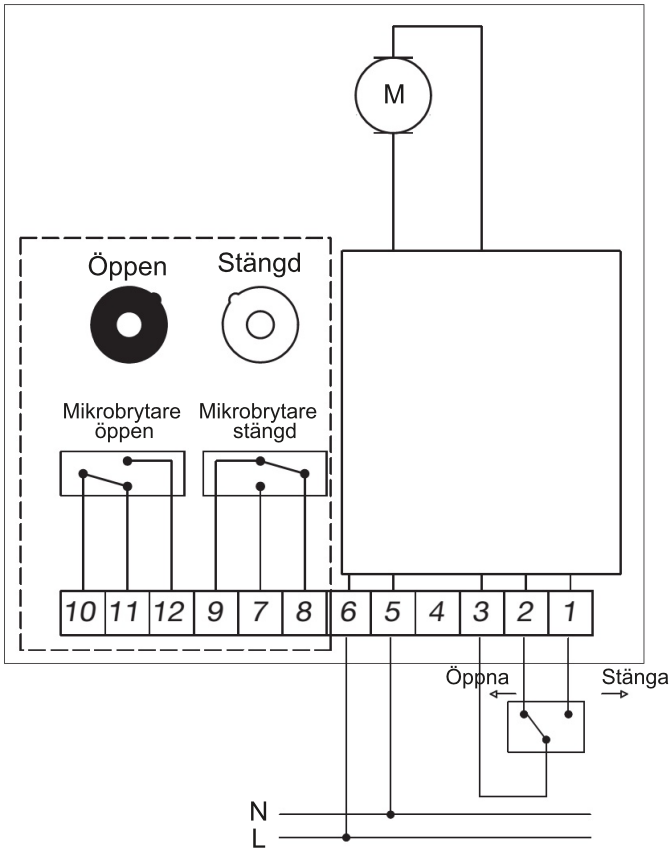 M
Öppen Stängd
Mikrobrytare öppen
Mikrobrytare stängd
10 11 12 9 7 8 6 5 4 3 2 1
Öppna Stänga
N
L